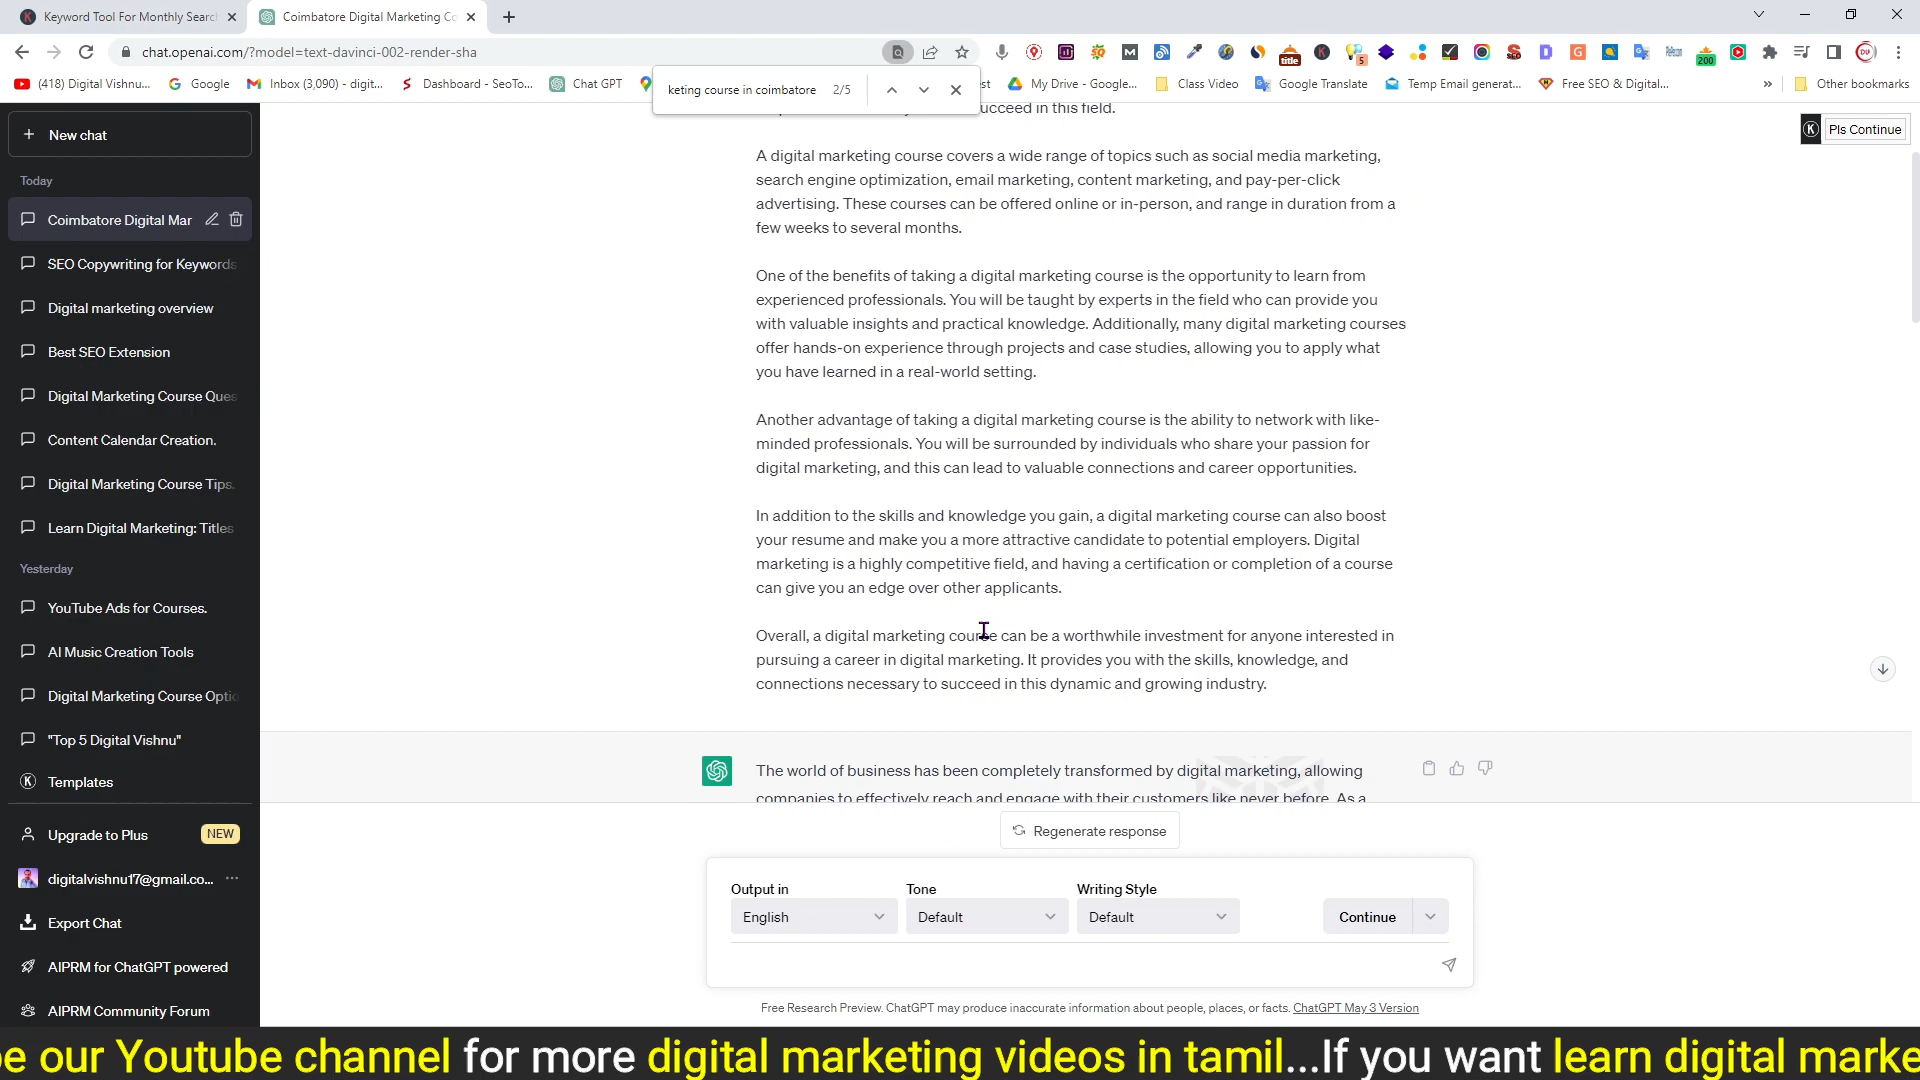 Keyword Tool For Monthly Searc
Coimbatore Digital Marketing Co
chat.openai.com/?model=text-davinci-002-render-sha
title
5
200
(418) Digital Vishnu...
Google
Inbox (3,090) - digit...
Dashboard - SeoTo...
Chat GPT
keting course in coimbatore 2/5
My Drive - Google...
Class Video
Google Translate
Temp Email generat...
Free SEO & Digital...
Other bookmarks
New chat
Today
Coimbatore Digital Mar
SEO Copywriting for Keywords
Digital marketing overview
Best SEO Extension
Digital Marketing Course Ques
Content Calendar Creation.
Digital Marketing Course Tips.
Learn Digital Marketing: Titles
Yesterday
YouTube Ads for Courses.
AI Music Creation Tools
Digital Marketing Course Optio
"Top 5 Digital Vishnu"
Templates
Upgrade to Plus NEW
digitalvishnu17@gmail.co...
Export Chat
AIPRM for ChatGPT powered
AIPRM Community Forum
Pls Continue
ucceed in this field.
A digital marketing course covers a wide range of topics such as social media marketing,
search engine optimization, email marketing, content marketing, and pay-per-click
advertising. These courses can be offered online or in-person, and range in duration from a
few weeks to several months.
One of the benefits of taking a digital marketing course is the opportunity to learn from
experienced professionals. You will be taught by experts in the field who can provide you
with valuable insights and practical knowledge. Additionally, many digital marketing courses
offer hands-on experience through projects and case studies, allowing you to apply what
you have learned in a real-world setting.
Another advantage of taking a digital marketing course is the ability to network with like-
minded professionals. You will be surrounded by individuals who share your passion for
digital marketing, and this can lead to valuable connections and career opportunities.
In addition to the skills and knowledge you gain, a digital marketing course can also boost
your resume and make you a more attractive candidate to potential employers. Digital
marketing is a highly competitive field, and having a certification or completion of a course
can give you an edge over other applicants.
Overall, a digital marketing course can be a worthwhile investment for anyone interested in
pursuing a career in digital marketing. It provides you with the skills, knowledge, and
connections necessary to succeed in this dynamic and growing industry.
The world of business has been completely transformed by digital marketing, allowing
companies to effectively reach and engage with their customers like never before. As a
Regenerate response
Output in Tone Writing Style
English Default Default Continue
Free Research Preview. ChatGPT may produce inaccurate information about people, places, or facts. ChatGPT May 3 Version
be our Youtube channel for more digital marketing videos in tamil...If you want learn digital marke